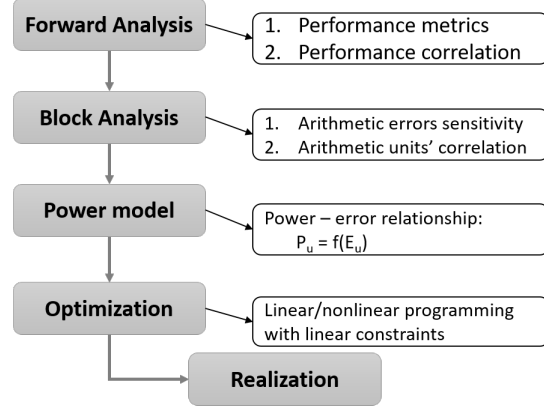 Forward Analysis
1. Performance metrics
2. Performance correlation
Block Analysis
1. Arithmetic errors sensitivity
2. Arithmetic units' correlation
Power model
Power – error relationship:
Pᵤ = f(Eᵤ)
Optimization
Linear/nonlinear programming
with linear constraints
Realization